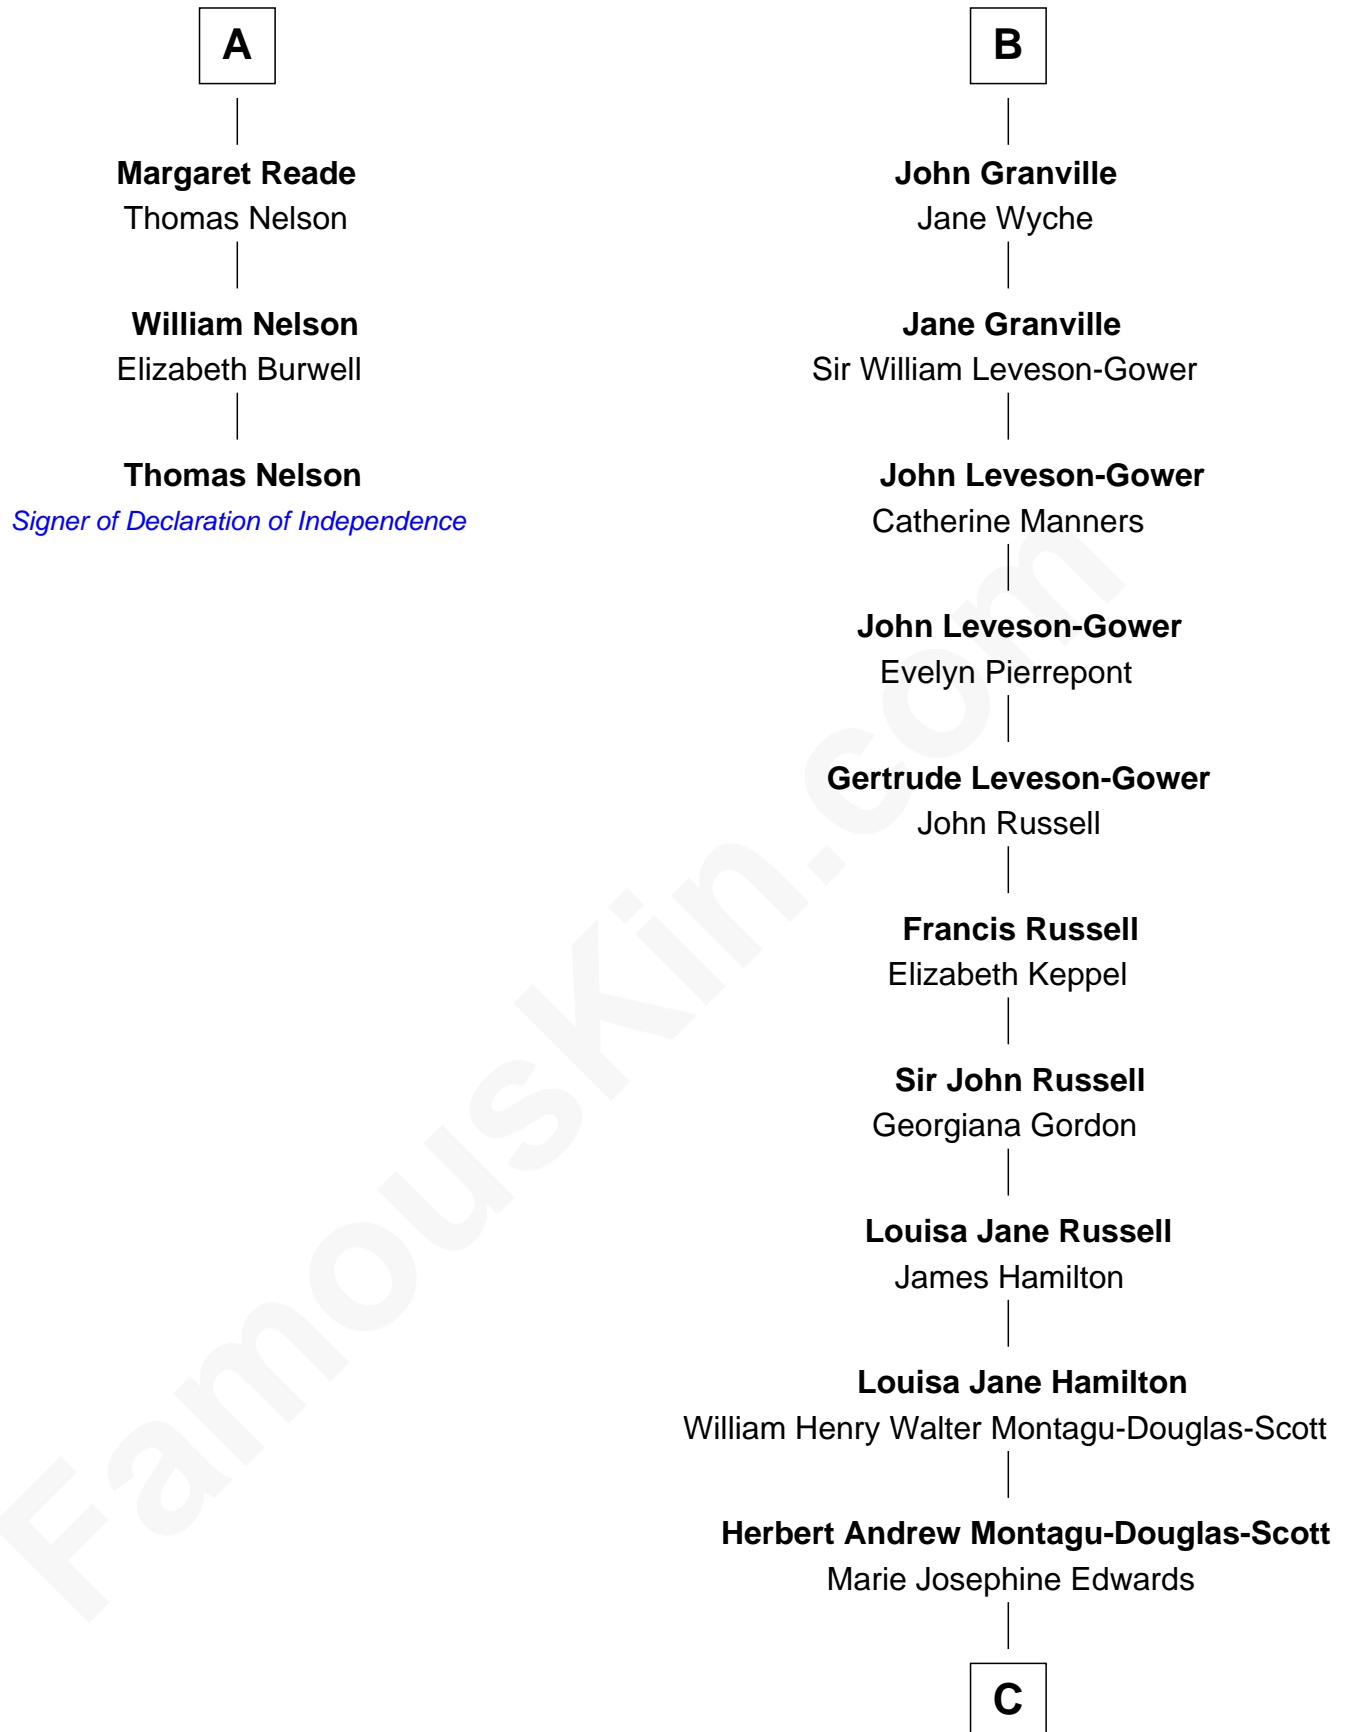 A
Margaret Reade
Thomas Nelson
William Nelson
Elizabeth Burwell
Thomas Nelson
Signer of Declaration of Independence
B
John Granville
Jane Wyche
Jane Granville
Sir William Leveson-Gower
John Leveson-Gower
Catherine Manners
John Leveson-Gower
Evelyn Pierrepont
Gertrude Leveson-Gower
John Russell
Francis Russell
Elizabeth Keppel
Sir John Russell
Georgiana Gordon
Louisa Jane Russell
James Hamilton
Louisa Jane Hamilton
William Henry Walter Montagu-Douglas-Scott
Herbert Andrew Montagu-Douglas-Scott
Marie Josephine Edwards
C
FamousKin.com